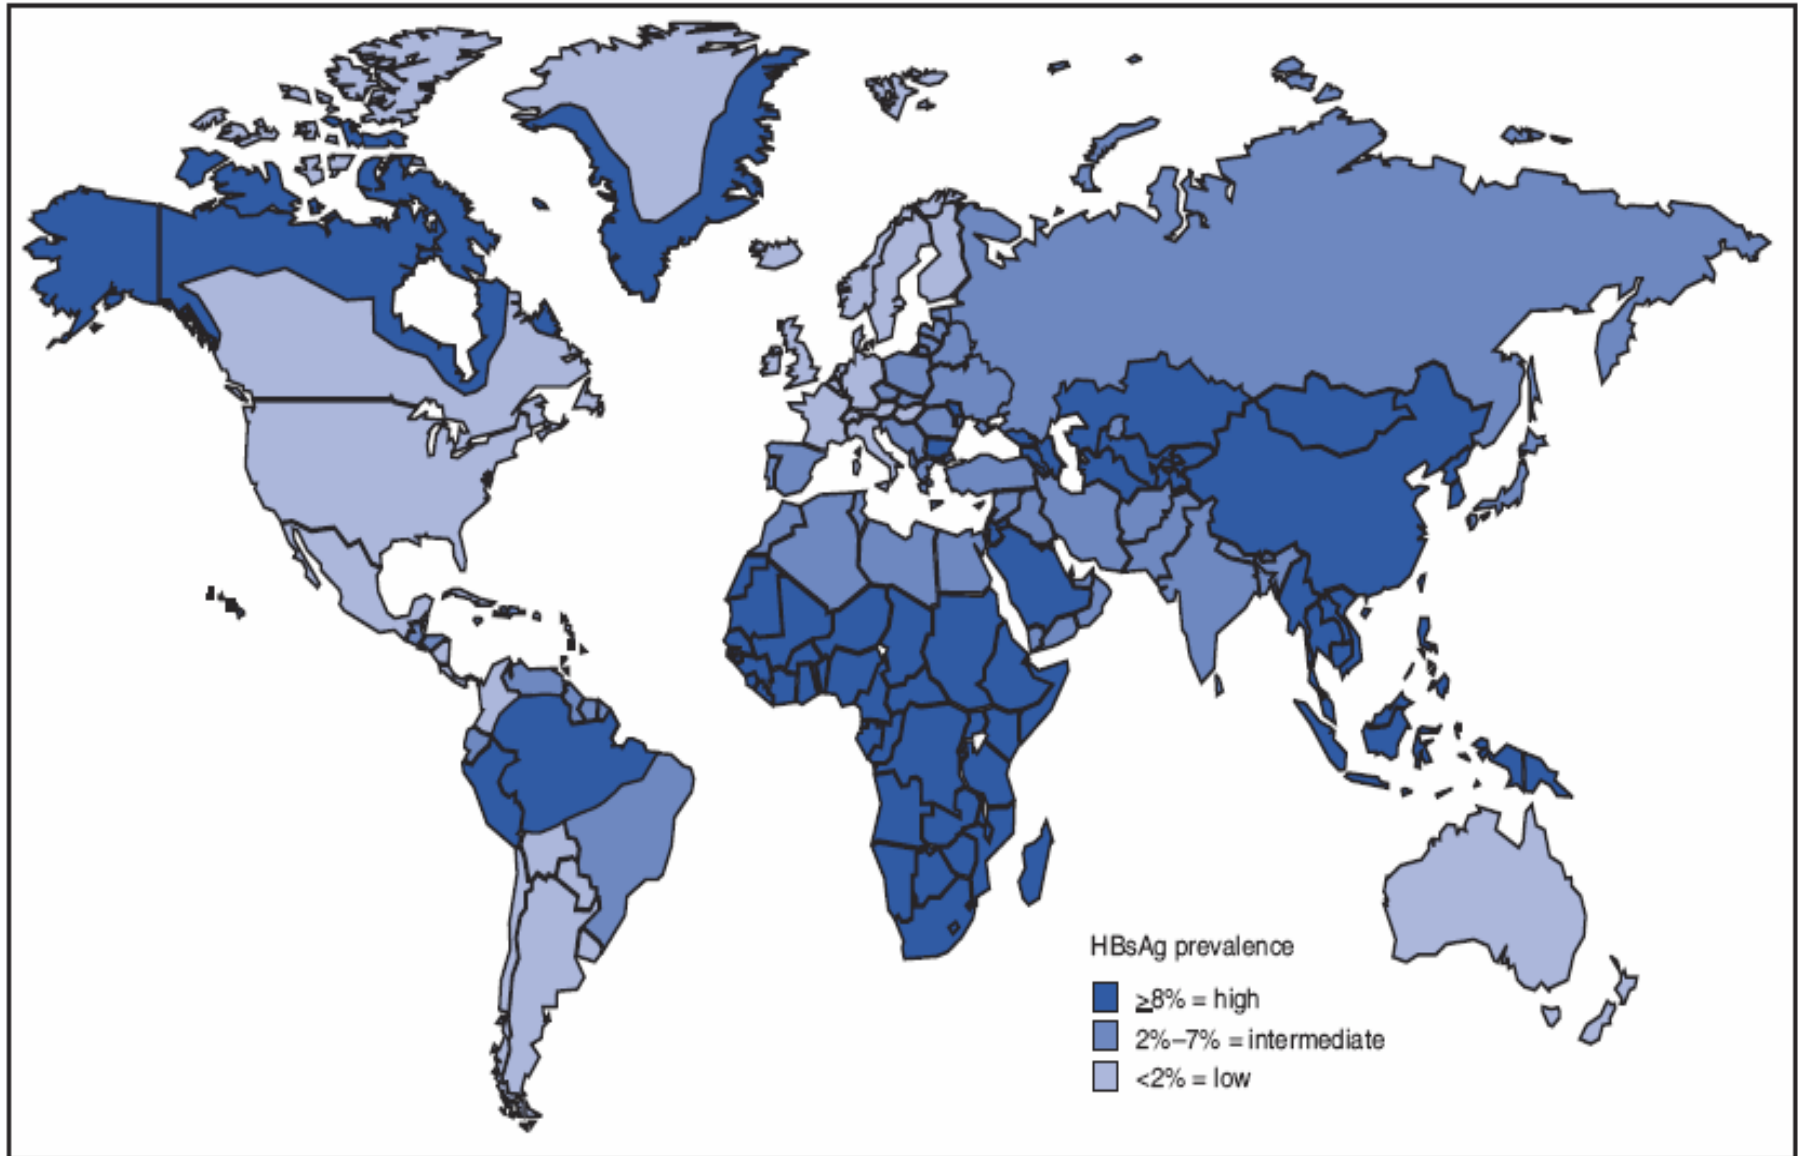 HBsAg prevalence
≥8% = high
2%–7% = intermediate
<2% = low